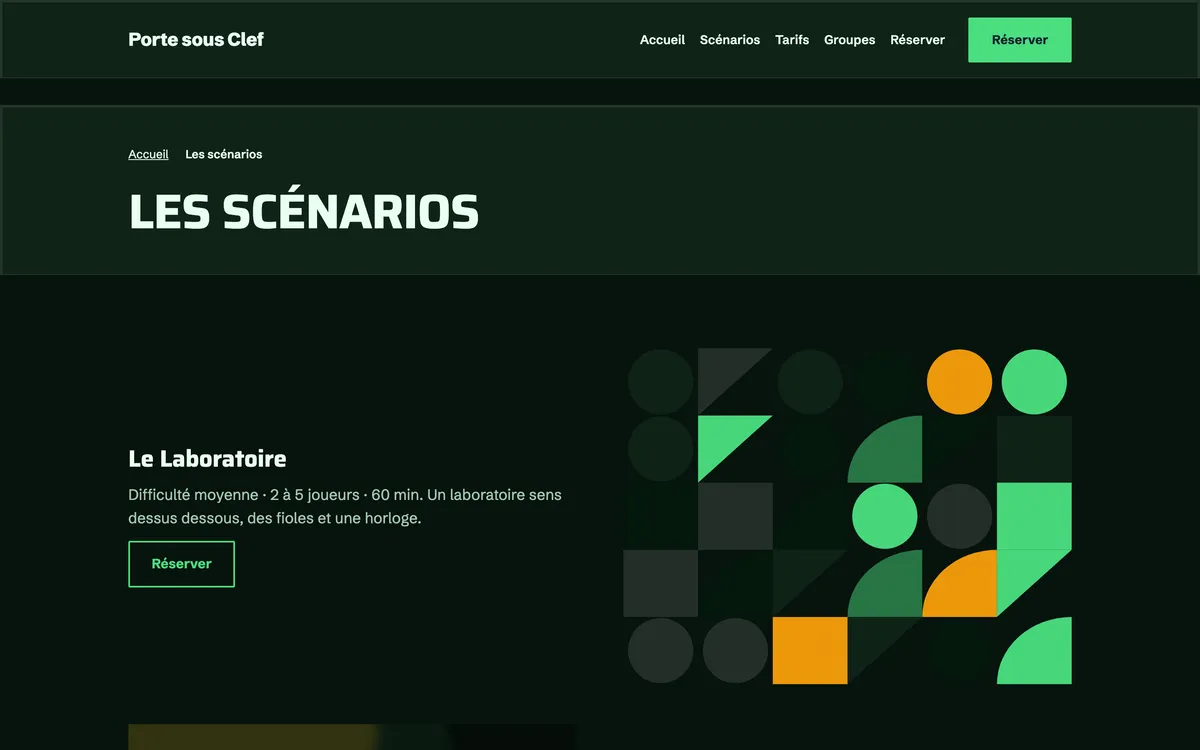 Porte sous Clef
Accueil Scénarios Tarifs Groupes Réserver Réserver
Accueil Les scénarios
LES SCÉNARIOS
Le Laboratoire
Difficulté moyenne · 2 à 5 joueurs · 60 min. Un laboratoire sens
dessus dessous, des fioles et une horloge.
Réserver